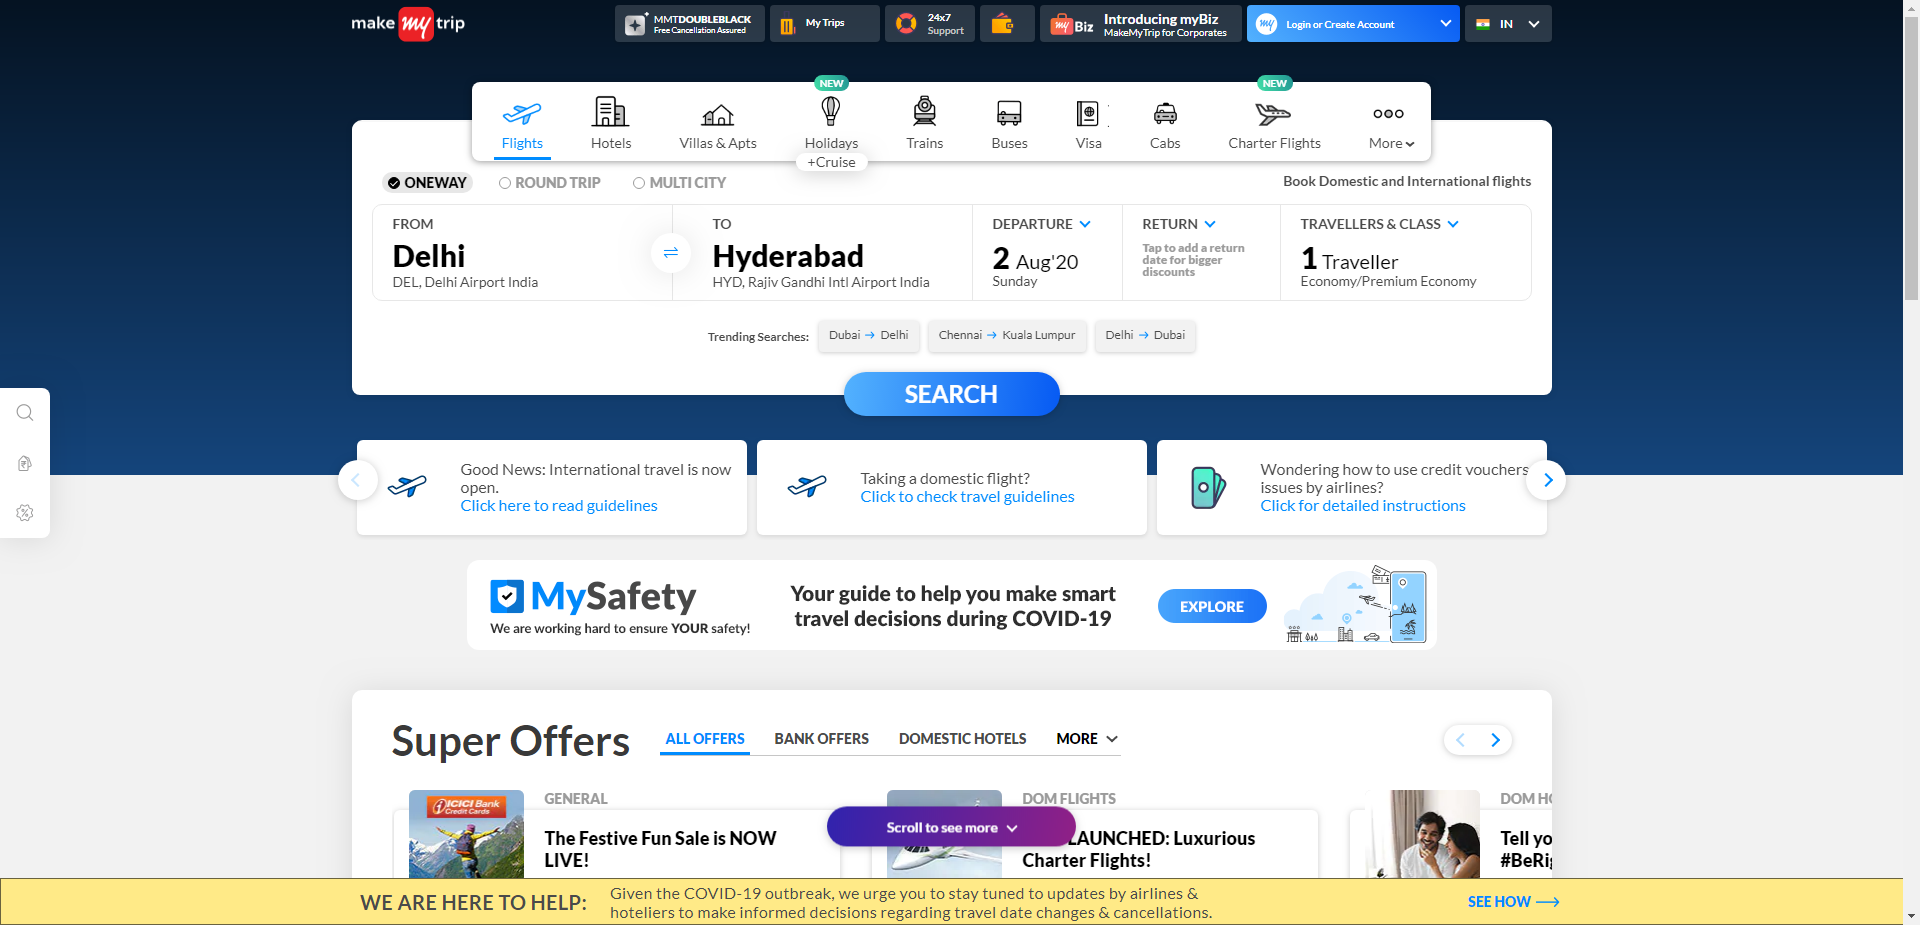 make my trip
MMTDOUBLEBLACK
Free Cancellation Assured
My Trips
24x7
Support
my Biz
Introducing myBiz
MakeMyTrip for Corporates
my
Login or Create Account
IN
NEW
NEW
Flights
Hotels
Villas & Apts
Holidays
+Cruise
Trains
Buses
Visa
Cabs
Charter Flights
More
ONEWAY
ROUND TRIP
MULTI CITY
Book Domestic and International flights
FROM
Delhi
DEL, Delhi Airport India
TO
Hyderabad
HYD, Rajiv Gandhi Intl Airport India
DEPARTURE
2 Aug'20
Sunday
RETURN
Tap to add a return
date for bigger
discounts
TRAVELLERS & CLASS
1 Traveller
Economy/Premium Economy
Trending Searches:
Dubai → Delhi
Chennai → Kuala Lumpur
Delhi → Dubai
SEARCH
Good News: International travel is now
open.
Click here to read guidelines
Taking a domestic flight?
Click to check travel guidelines
Wondering how to use credit vouchers
issues by airlines?
Click for detailed instructions
MySafety
We are working hard to ensure YOUR safety!
Your guide to help you make smart
travel decisions during COVID-19
EXPLORE
Super Offers
ALL OFFERS
BANK OFFERS
DOMESTIC HOTELS
MORE
ICICI Bank
Credit Cards
GENERAL
The Festive Fun Sale is NOW
LIVE!
DOM FLIGHTS
AUNCHED: Luxurious
Charter Flights!
DOM HO
Tell yo
#BeRig
Scroll to see more
WE ARE HERE TO HELP:
Given the COVID-19 outbreak, we urge you to stay tuned to updates by airlines &
hoteliers to make informed decisions regarding travel date changes & cancellations.
SEE HOW